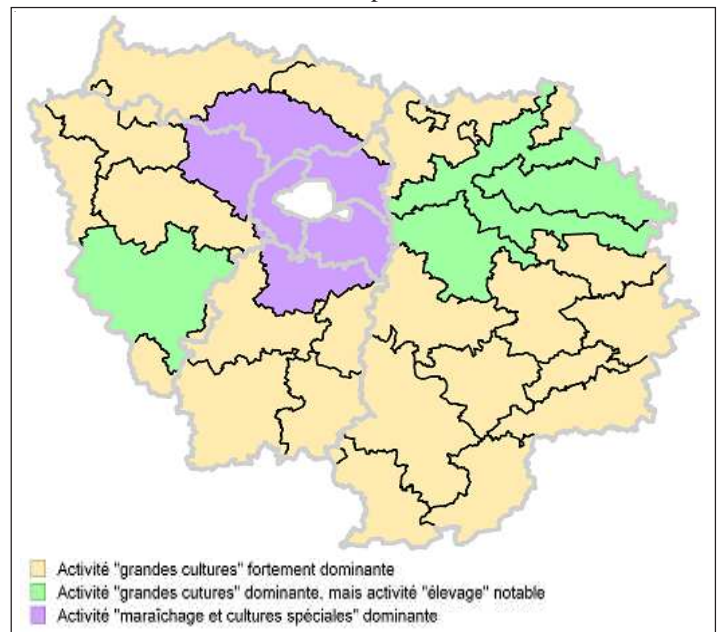 Activité "grandes cultures" fortement dominante
Activité "grandes cutures" dominante, mais activité "élevage" notable
Activité "maraîchage et cultures spéciales" dominante